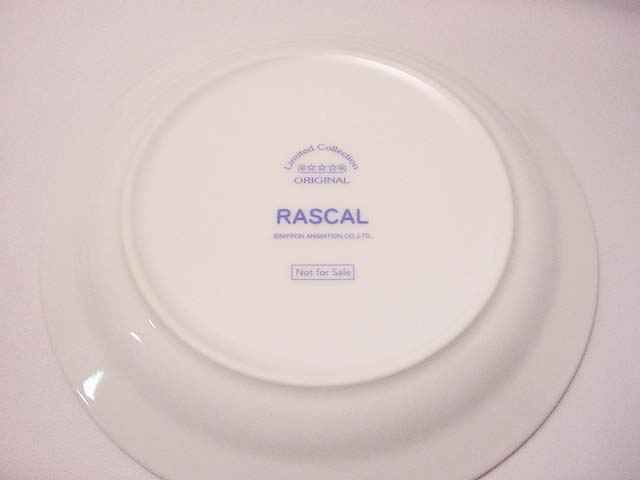 Limited Collection
ORIGINAL
RASCAL
©NIPPON ANIMATION CO.,LTD.
Not for Sale